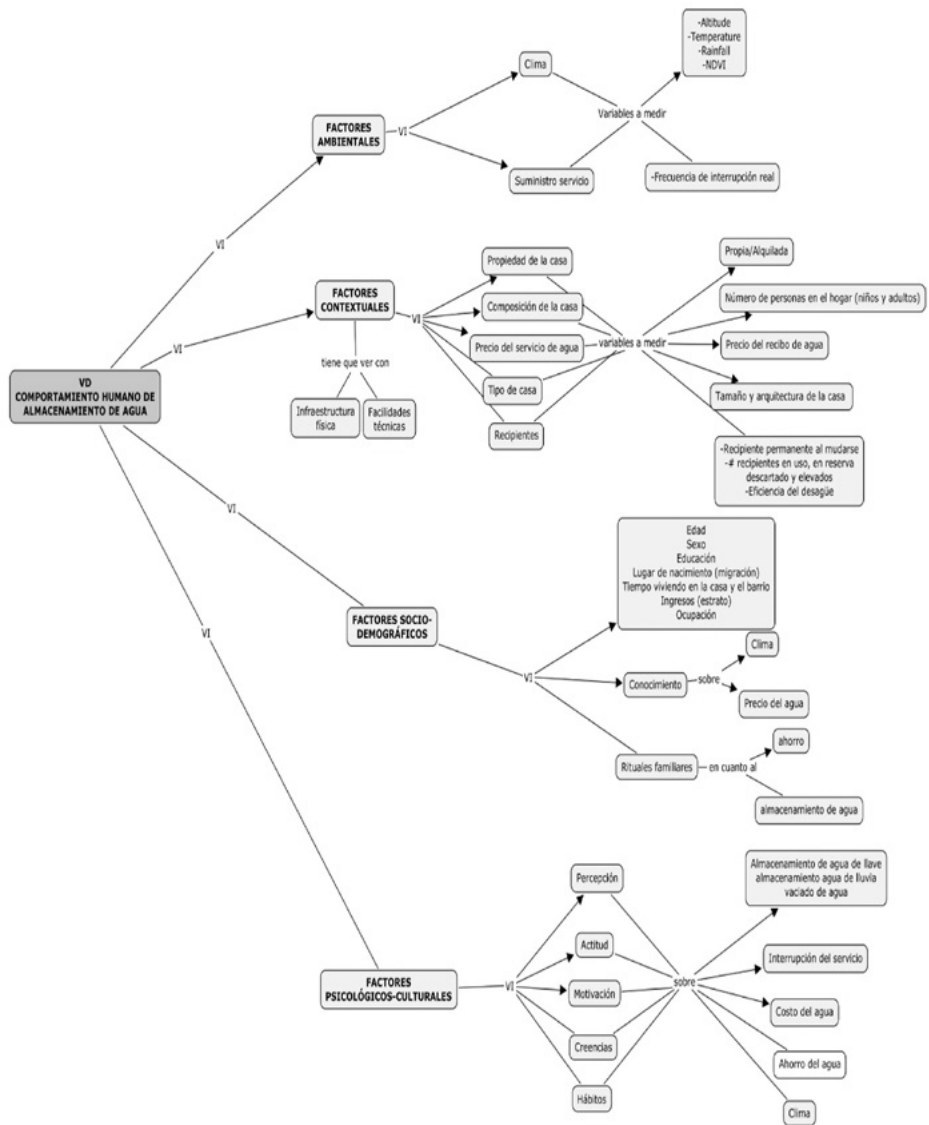 VD
COMPORTAMIENTO HUMANO DE
ALMACENAMIENTO DE AGUA
VI
FACTORES
AMBIENTALES
VI
Clima
Suministro servicio
Variables a medir
-Altitude
-Temperature
-Rainfall
-NDVI
-Frecuencia de interrupción real
VI
FACTORES
CONTEXTUALES
tiene que ver con
Infraestructura
física
Facilidades
técnicas
VI
Propiedad de la casa
Composición de la casa
Precio del servicio de agua
Tipo de casa
Recipientes
variables a medir
Propia/Alquilada
Número de personas en el hogar (niños y adultos)
Precio del recibo de agua
Tamaño y arquitectura de la casa
-Recipiente permanente al mudarse
-# recipientes en uso, en reserva
descartado y elevados
-Eficiencia del desagüe
VI
FACTORES SOCIO-
DEMOGRÁFICOS
VI
Edad
Sexo
Educación
Lugar de nacimiento (migración)
Tiempo viviendo en la casa y el barrio
Ingresos (estrato)
Ocupación
Conocimiento
sobre
Clima
Precio del agua
Rituales familiares
en cuanto al
ahorro
almacenamiento de agua
VI
FACTORES
PSICOLÓGICOS-CULTURALES
VI
Percepción
Actitud
Motivación
Creencias
Hábitos
sobre
Almacenamiento de agua de llave
almacenamiento agua de lluvia
vaciado de agua
Interrupción del servicio
Costo del agua
Ahorro del agua
Clima